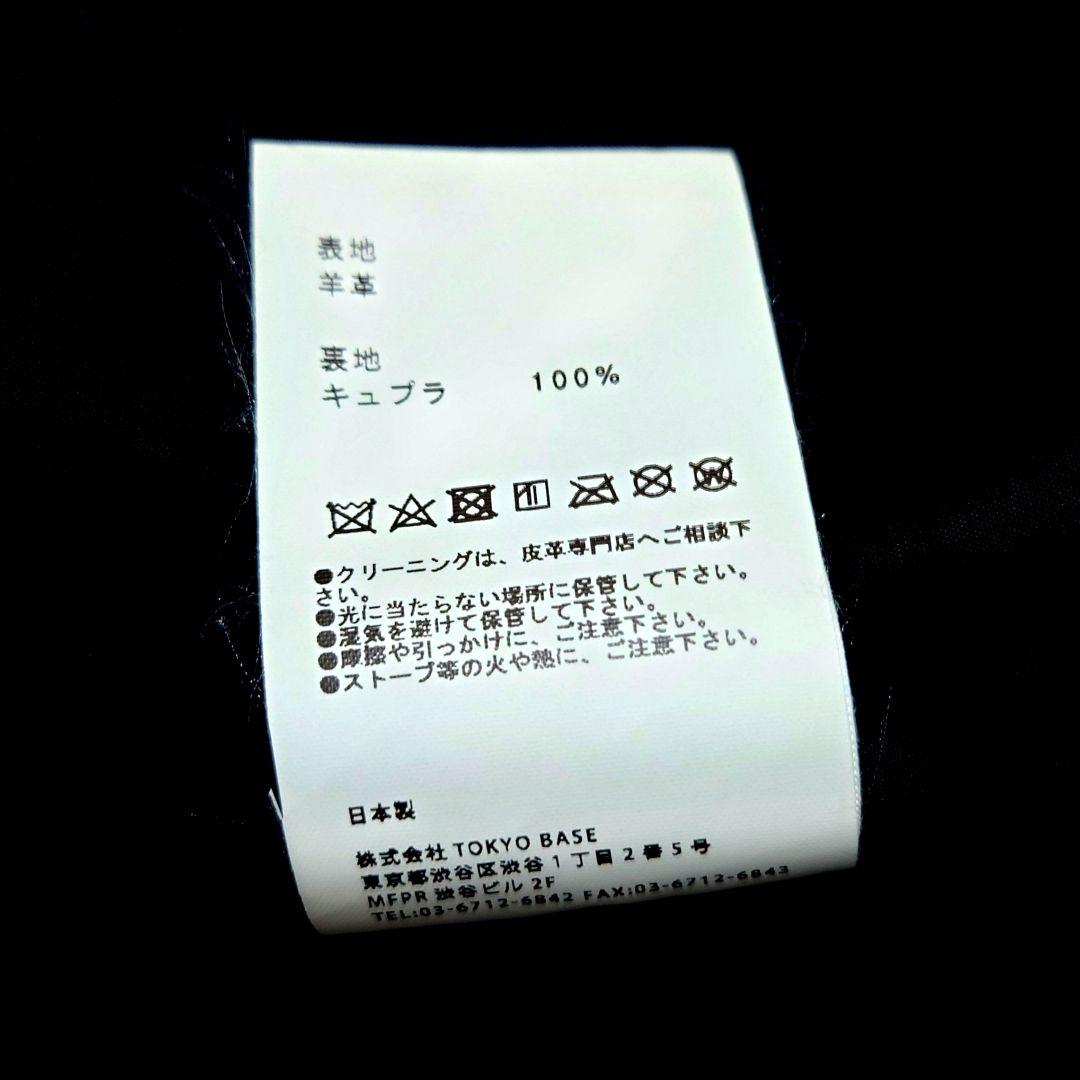 表地
羊革
裏地
キュプラ 100%
●クリーニングは、皮革専門店へご相談下
さい。
●光に当たらない場所に保管して下さい。
●湿気を避けて保管して下さい。
●摩擦や引っかけに、ご注意下さい。
●ストーブ等の火や熱に、ご注意下さい。
日本製
株式会社 TOKYO BASE
東京都渋谷区渋谷1丁目2番5号
MFPR 渋谷ビル 2F
TEL:03-6712-6842 FAX:03-6712-6843